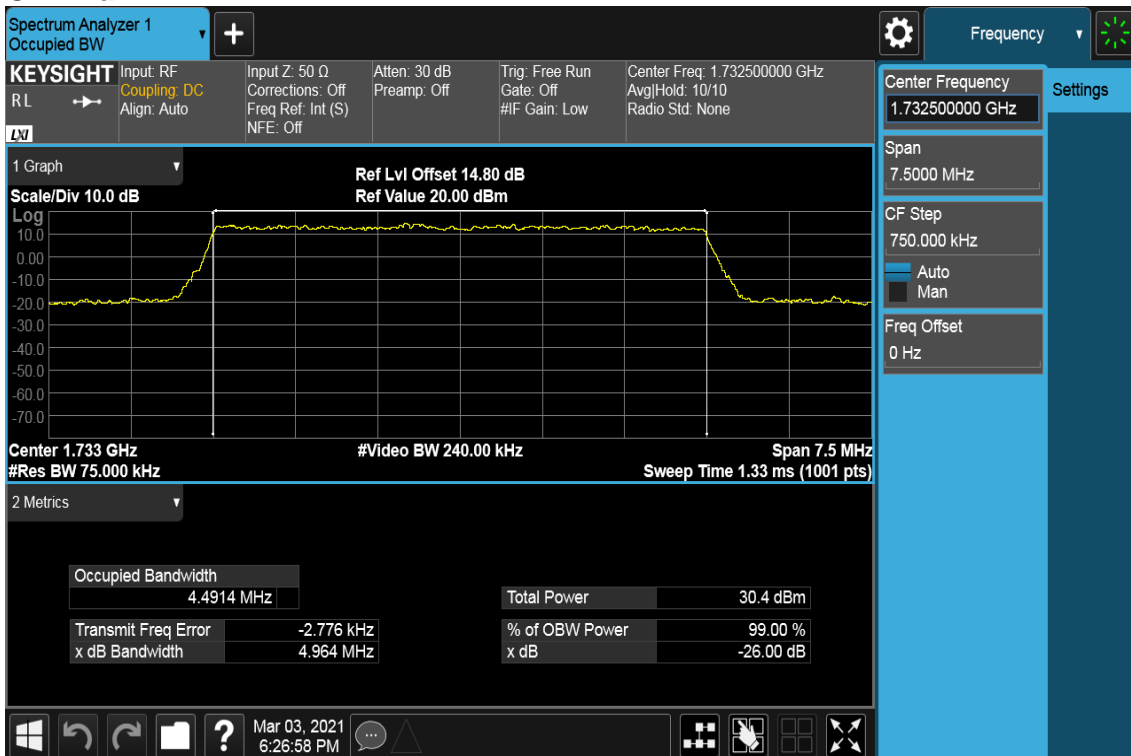 Spectrum Analyzer 1
Occupied BW
+
Frequency
KEYSIGHT
RL
LXI
Input: RF
Coupling: DC
Align: Auto
Input Z: 50 Ω
Corrections: Off
Freq Ref: Int (S)
NFE: Off
Atten: 30 dB
Preamp: Off
Trig: Free Run
Gate: Off
#IF Gain: Low
Center Freq: 1.732500000 GHz
Avg|Hold: 10/10
Radio Std: None
Center Frequency
1.732500000 GHz
Settings
Span
7.5000 MHz
CF Step
750.000 kHz
Auto
Man
Freq Offset
0 Hz
1 Graph
Ref Lvl Offset 14.80 dB
Scale/Div 10.0 dB
Ref Value 20.00 dBm
Log
10.0
0.00
-10.0
-20.0
-30.0
-40.0
-50.0
-60.0
-70.0
Center 1.733 GHz
#Video BW 240.00 kHz
Span 7.5 MHz
#Res BW 75.000 kHz
Sweep Time 1.33 ms (1001 pts)
2 Metrics
Occupied Bandwidth
4.4914 MHz
Total Power 30.4 dBm
Transmit Freq Error -2.776 kHz
% of OBW Power 99.00 %
x dB Bandwidth 4.964 MHz
x dB -26.00 dB
?
Mar 03, 2021
6:26:58 PM